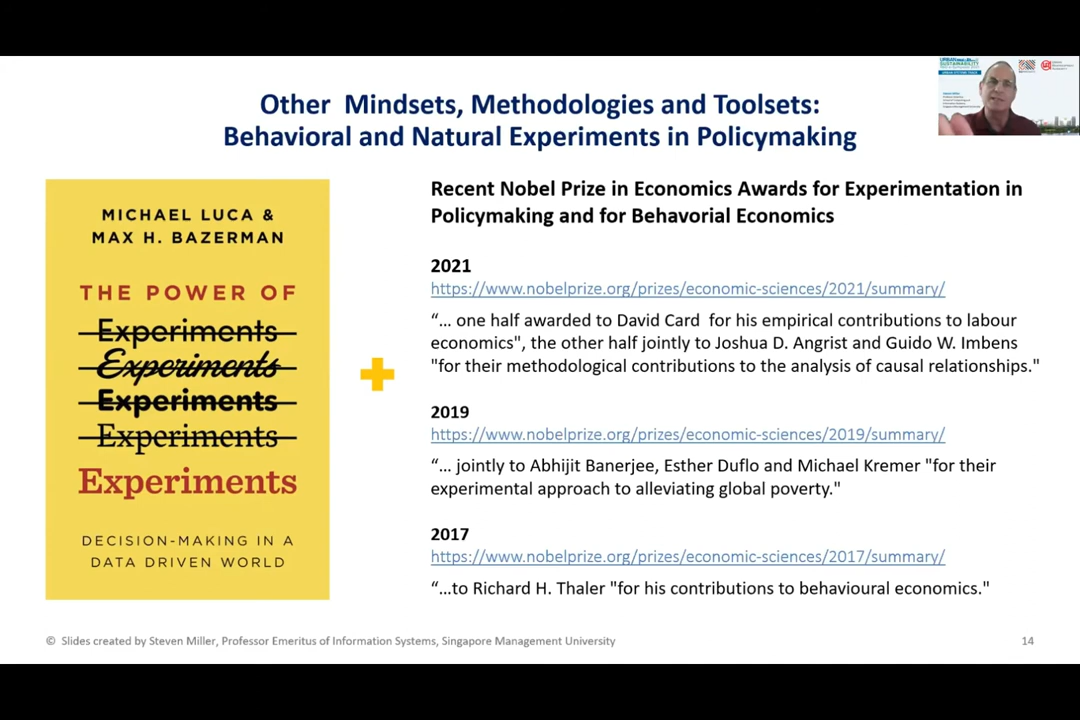 URBAN
SUSTAINABILITY
URBAN SYSTEMS TRACK
Other Mindsets, Methodologies and Toolsets:
Behavioral and Natural Experiments in Policymaking
MICHAEL LUCA &
MAX H. BAZERMAN
THE POWER OF
Experiments
Experiments
Experiments
Experiments
Experiments
DECISION-MAKING IN A
DATA DRIVEN WORLD
Recent Nobel Prize in Economics Awards for Experimentation in
Policymaking and for Behavorial Economics
2021
https://www.nobelprize.org/prizes/economic-sciences/2021/summary/
“… one half awarded to David Card for his empirical contributions to labour
economics", the other half jointly to Joshua D. Angrist and Guido W. Imbens
"for their methodological contributions to the analysis of causal relationships."
2019
https://www.nobelprize.org/prizes/economic-sciences/2019/summary/
“… jointly to Abhijit Banerjee, Esther Duflo and Michael Kremer "for their
experimental approach to alleviating global poverty."
2017
https://www.nobelprize.org/prizes/economic-sciences/2017/summary/
“…to Richard H. Thaler "for his contributions to behavioural economics."
© Slides created by Steven Miller, Professor Emeritus of Information Systems, Singapore Management University
14